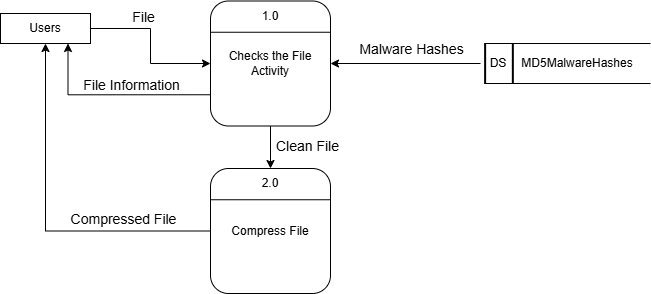 Users
File
1.0
Checks the File
Activity
Malware Hashes
DS
MD5MalwareHashes
File Information
Clean File
2.0
Compressed File
Compress File